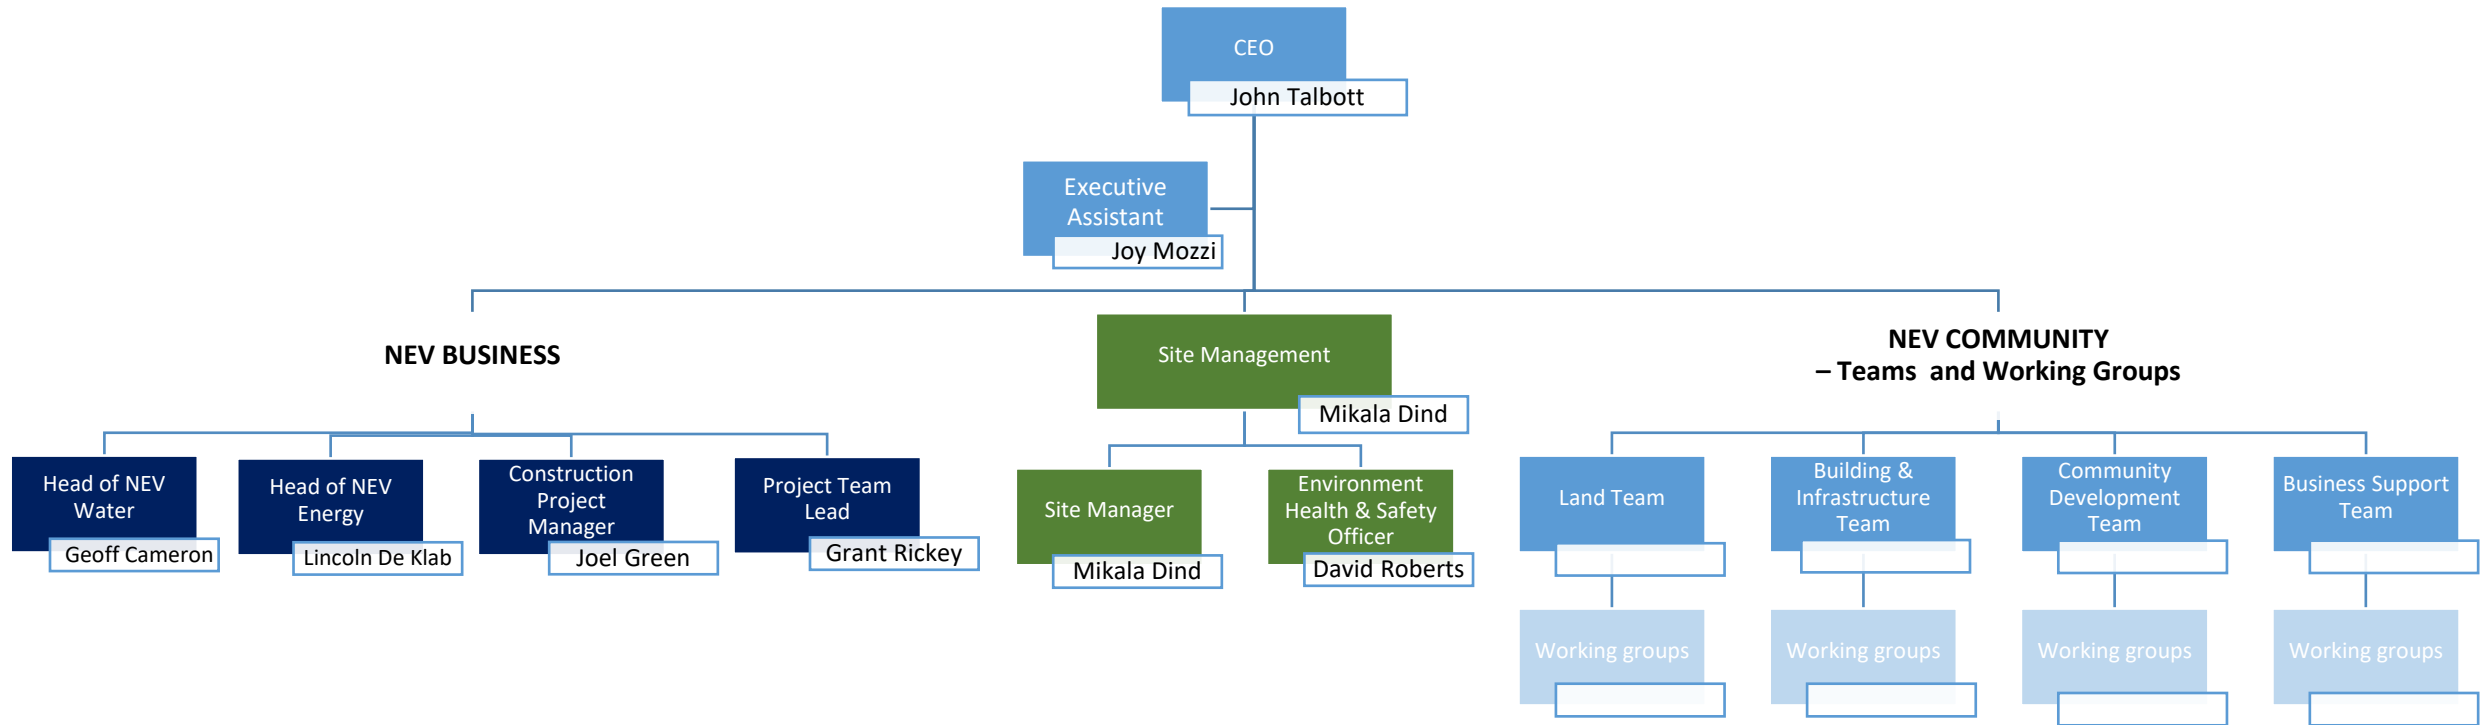 CEO
John Talbott
Executive
Assistant
Joy Mozzi
NEV BUSINESS
Site Management
Mikala Dind
NEV COMMUNITY
– Teams and Working Groups
Head of NEV
Water
Geoff Cameron
Head of NEV
Energy
Lincoln De Klab
Construction
Project
Manager
Joel Green
Project Team
Lead
Grant Rickey
Site Manager
Mikala Dind
Environment
Health & Safety
Officer
David Roberts
Land Team
Building &
Infrastructure
Team
Community
Development
Team
Business Support
Team
Working groups
Working groups
Working groups
Working groups